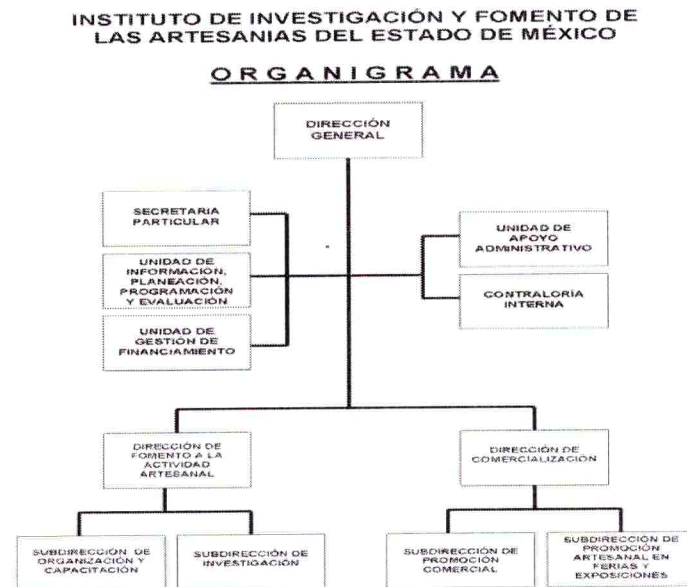 INSTITUTO DE INVESTIGACIÓN Y FOMENTO DE
LAS ARTESANIAS DEL ESTADO DE MÉXICO
ORGANIGRAMA
DIRECCIÓN
GENERAL
SECRETARIA
PARTICULAR
UNIDAD DE
INFORMACIÓN,
PLANEACIÓN,
PROGRAMACIÓN
Y EVALUACIÓN
UNIDAD DE
GESTIÓN DE
FINANCIAMIENTO
UNIDAD DE
APOYO
ADMINISTRATIVO
CONTRALORÍA
INTERNA
DIRECCIÓN DE
FOMENTO A LA
ACTIVIDAD
ARTESANAL
DIRECCIÓN DE
COMERCIALIZACIÓN
SUBDIRECCIÓN DE
ORGANIZACIÓN Y
CAPACITACIÓN
SUBDIRECCIÓN DE
INVESTIGACIÓN
SUBDIRECCIÓN DE
PROMOCIÓN
COMERCIAL
SUBDIRECCIÓN DE
PROMOCIÓN
ARTESANAL EN
FERIAS Y
EXPOSICIONES